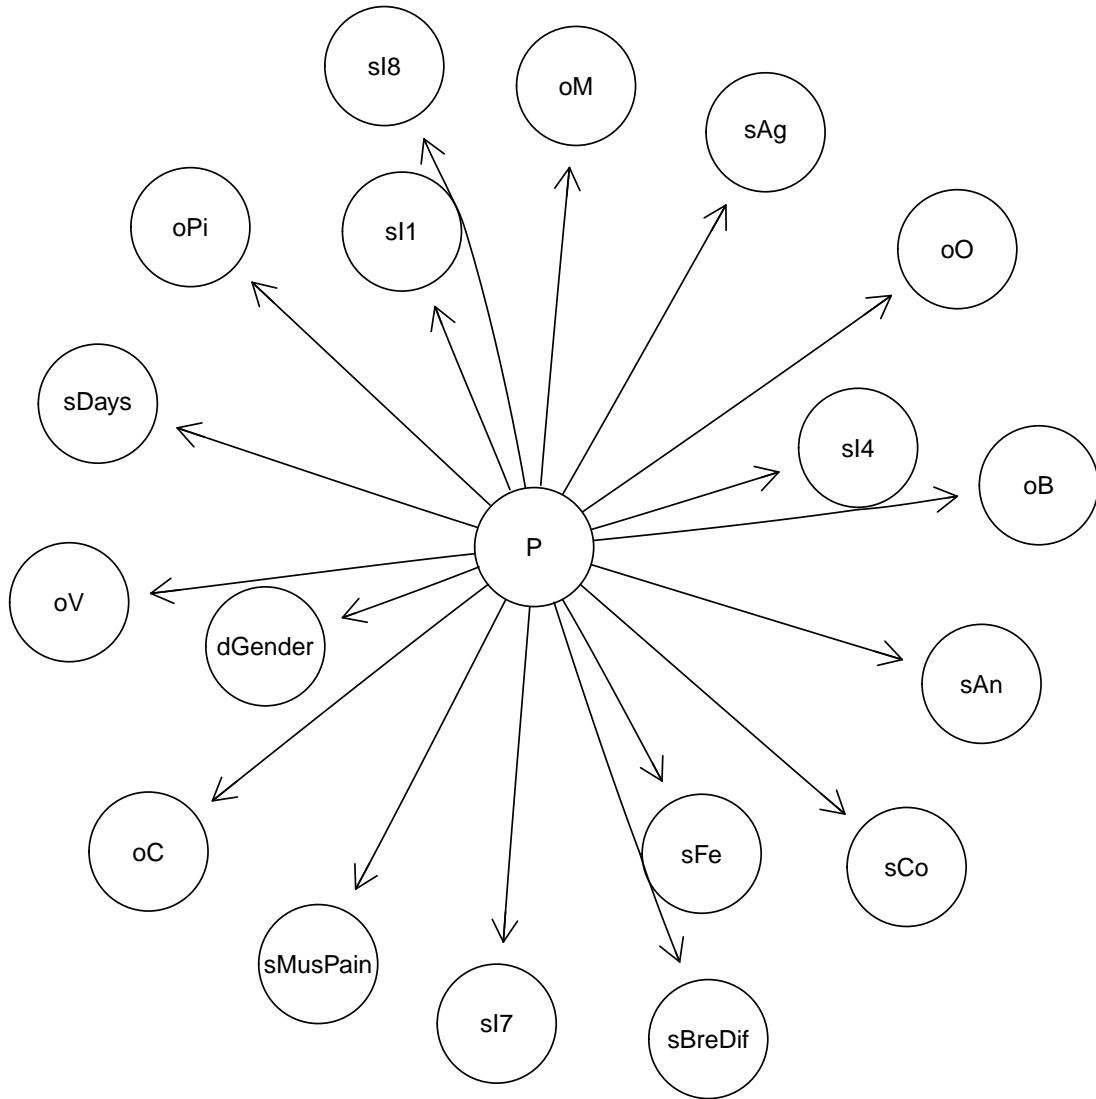 sI8
oM
sAg
oPi
sI1
oO
sDays
sI4
oB
P
oV
dGender
sAn
oC
sFe
sCo
sMusPain
sI7
sBreDif